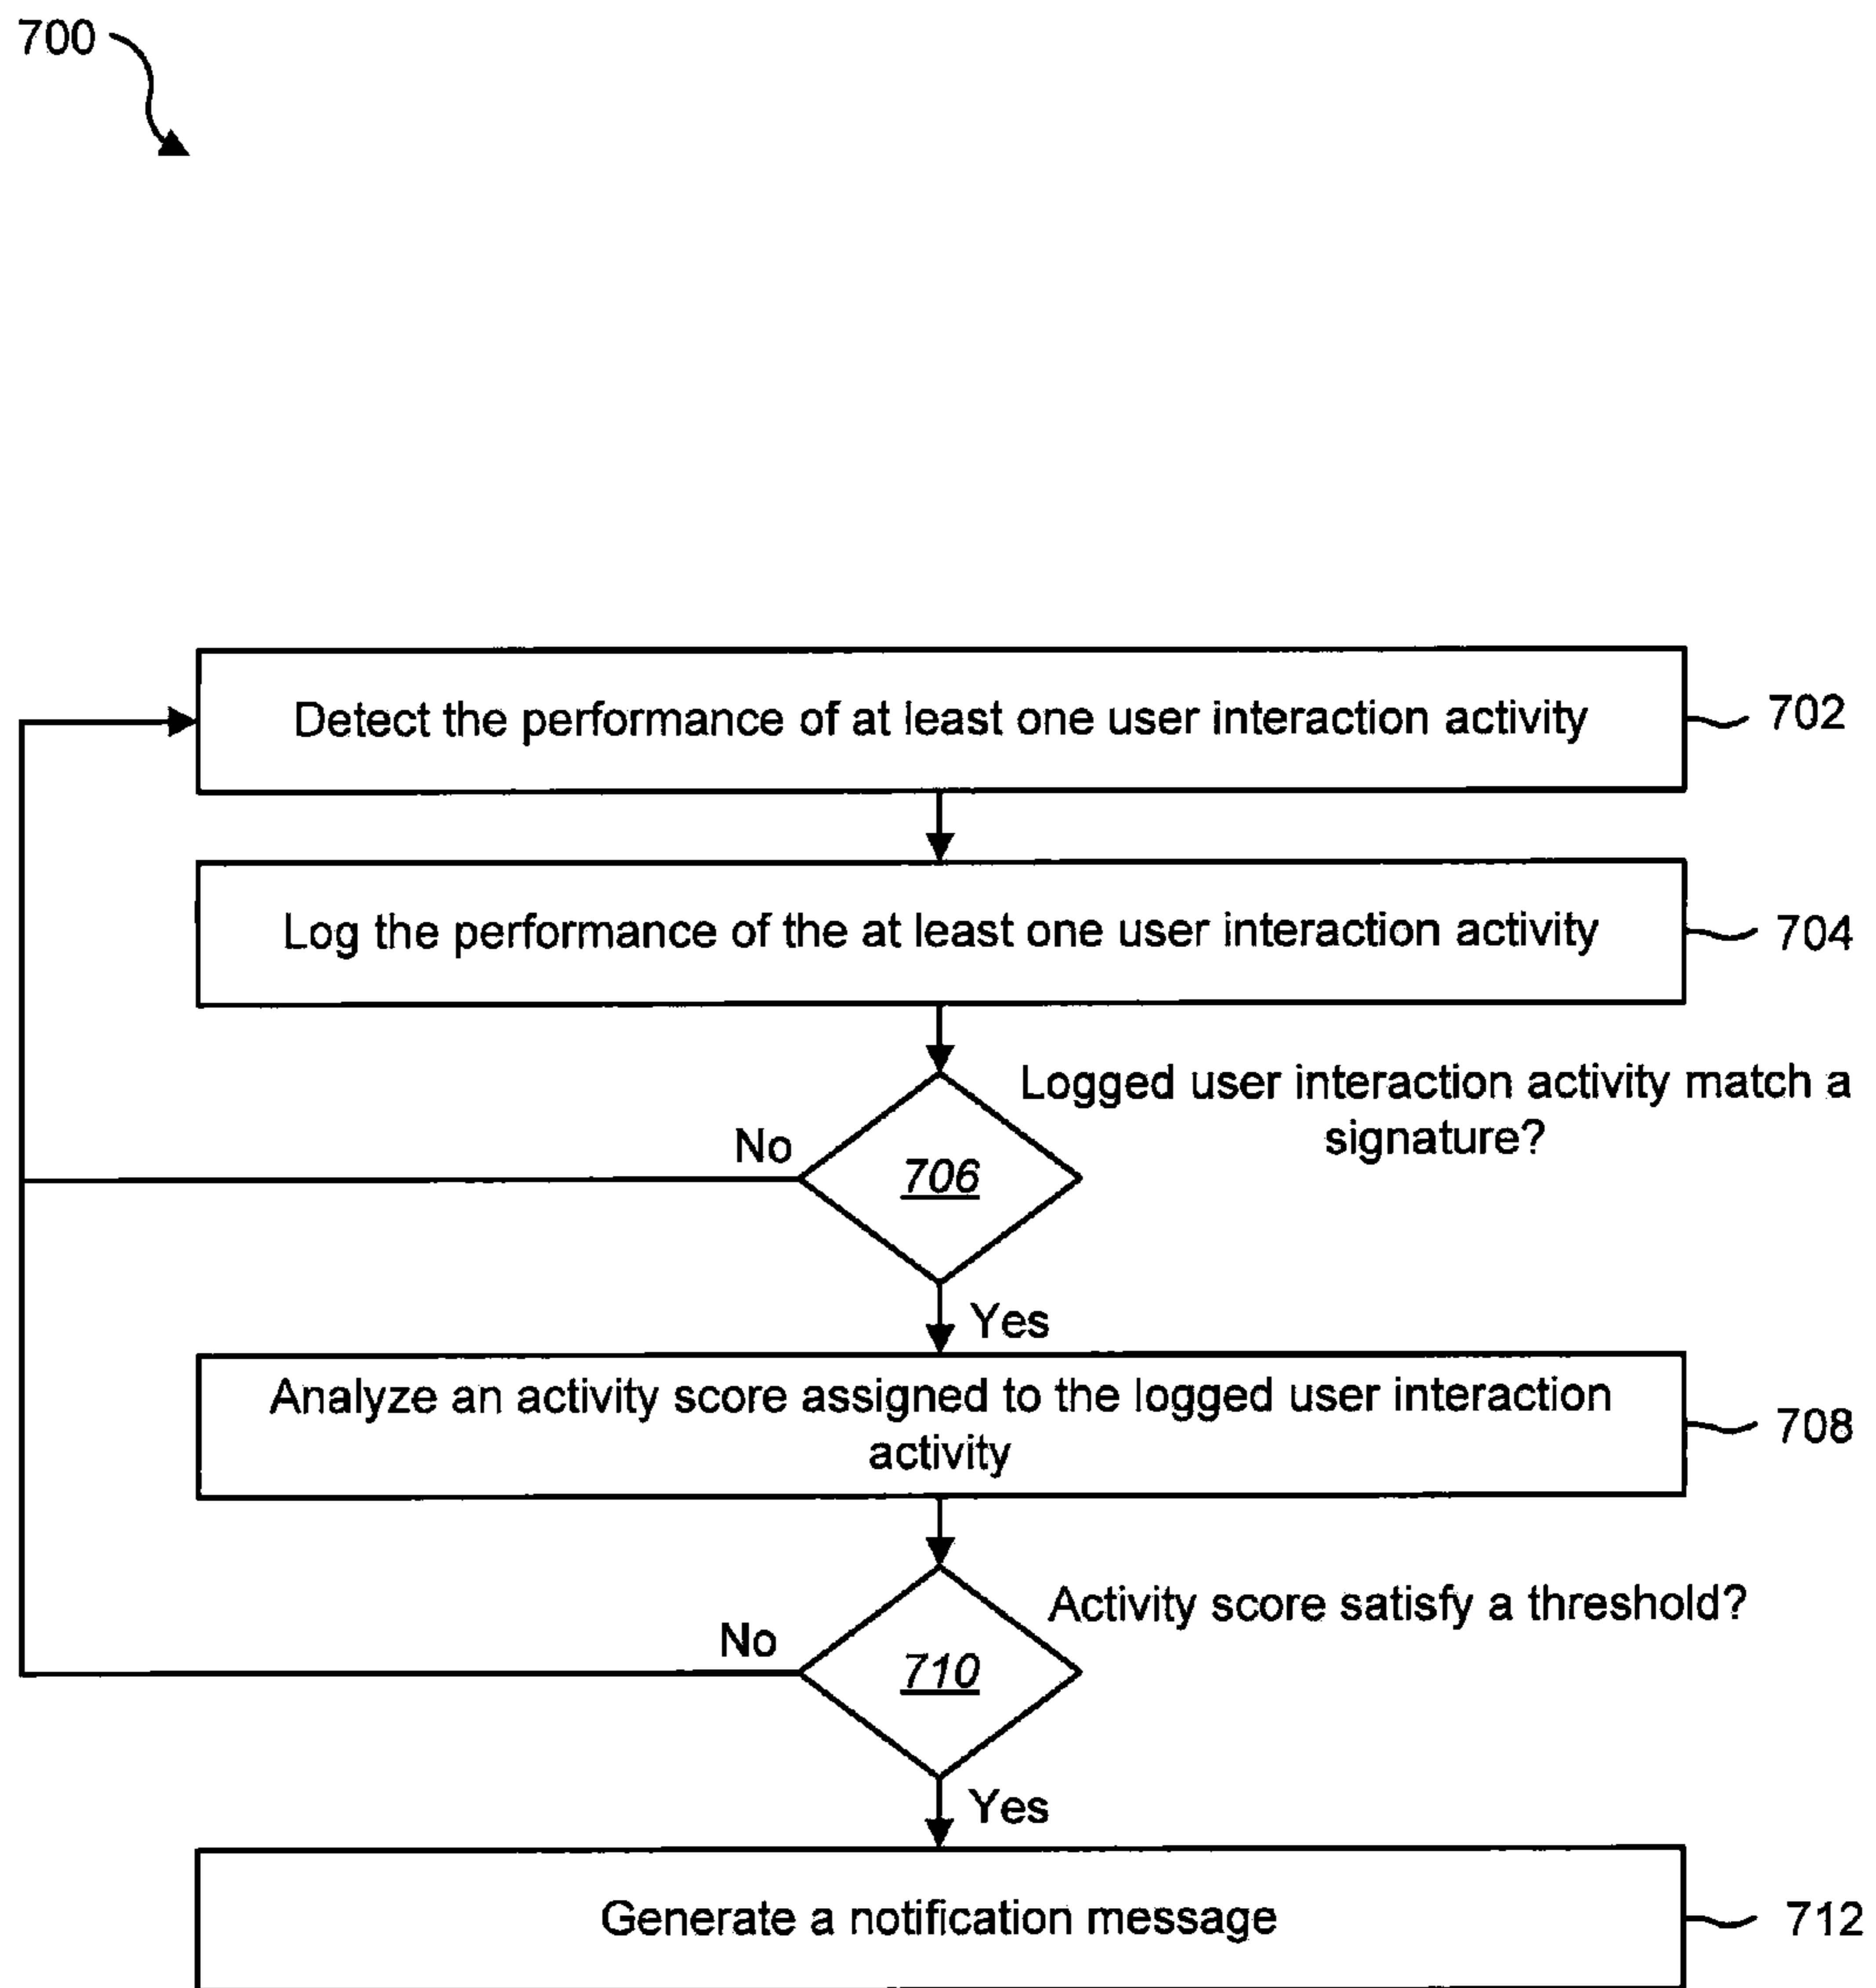 700
Detect the performance of at least one user interaction activity
702
Log the performance of the at least one user interaction activity
704
Logged user interaction activity match a
signature?
No
706
Yes
Analyze an activity score assigned to the logged user interaction
activity
708
Activity score satisfy a threshold?
No
710
Yes
Generate a notification message
712